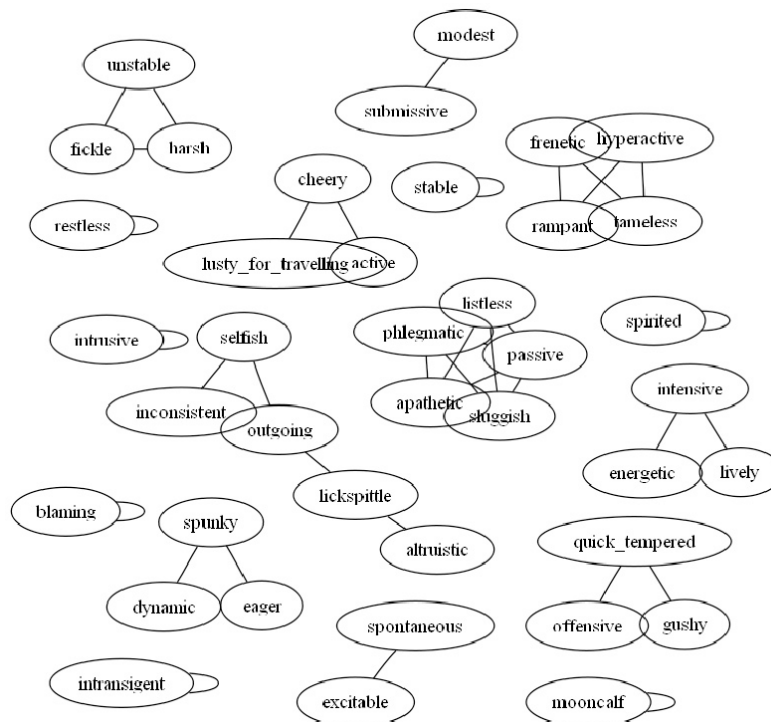 modest
unstable
submissive
frenetic
hyperactive
fickle
harsh
cheery
stable
restless
rampant
tameless
lusty_for_travelling
active
listless
spirited
intrusive
selfish
phlegmatic
passive
intensive
inconsistent
apathetic
sluggish
outgoing
energetic
lively
lickspittle
blaming
spunky
quick_tempered
altruistic
dynamic
eager
spontaneous
offensive
gushy
intransigent
excitable
mooncalf